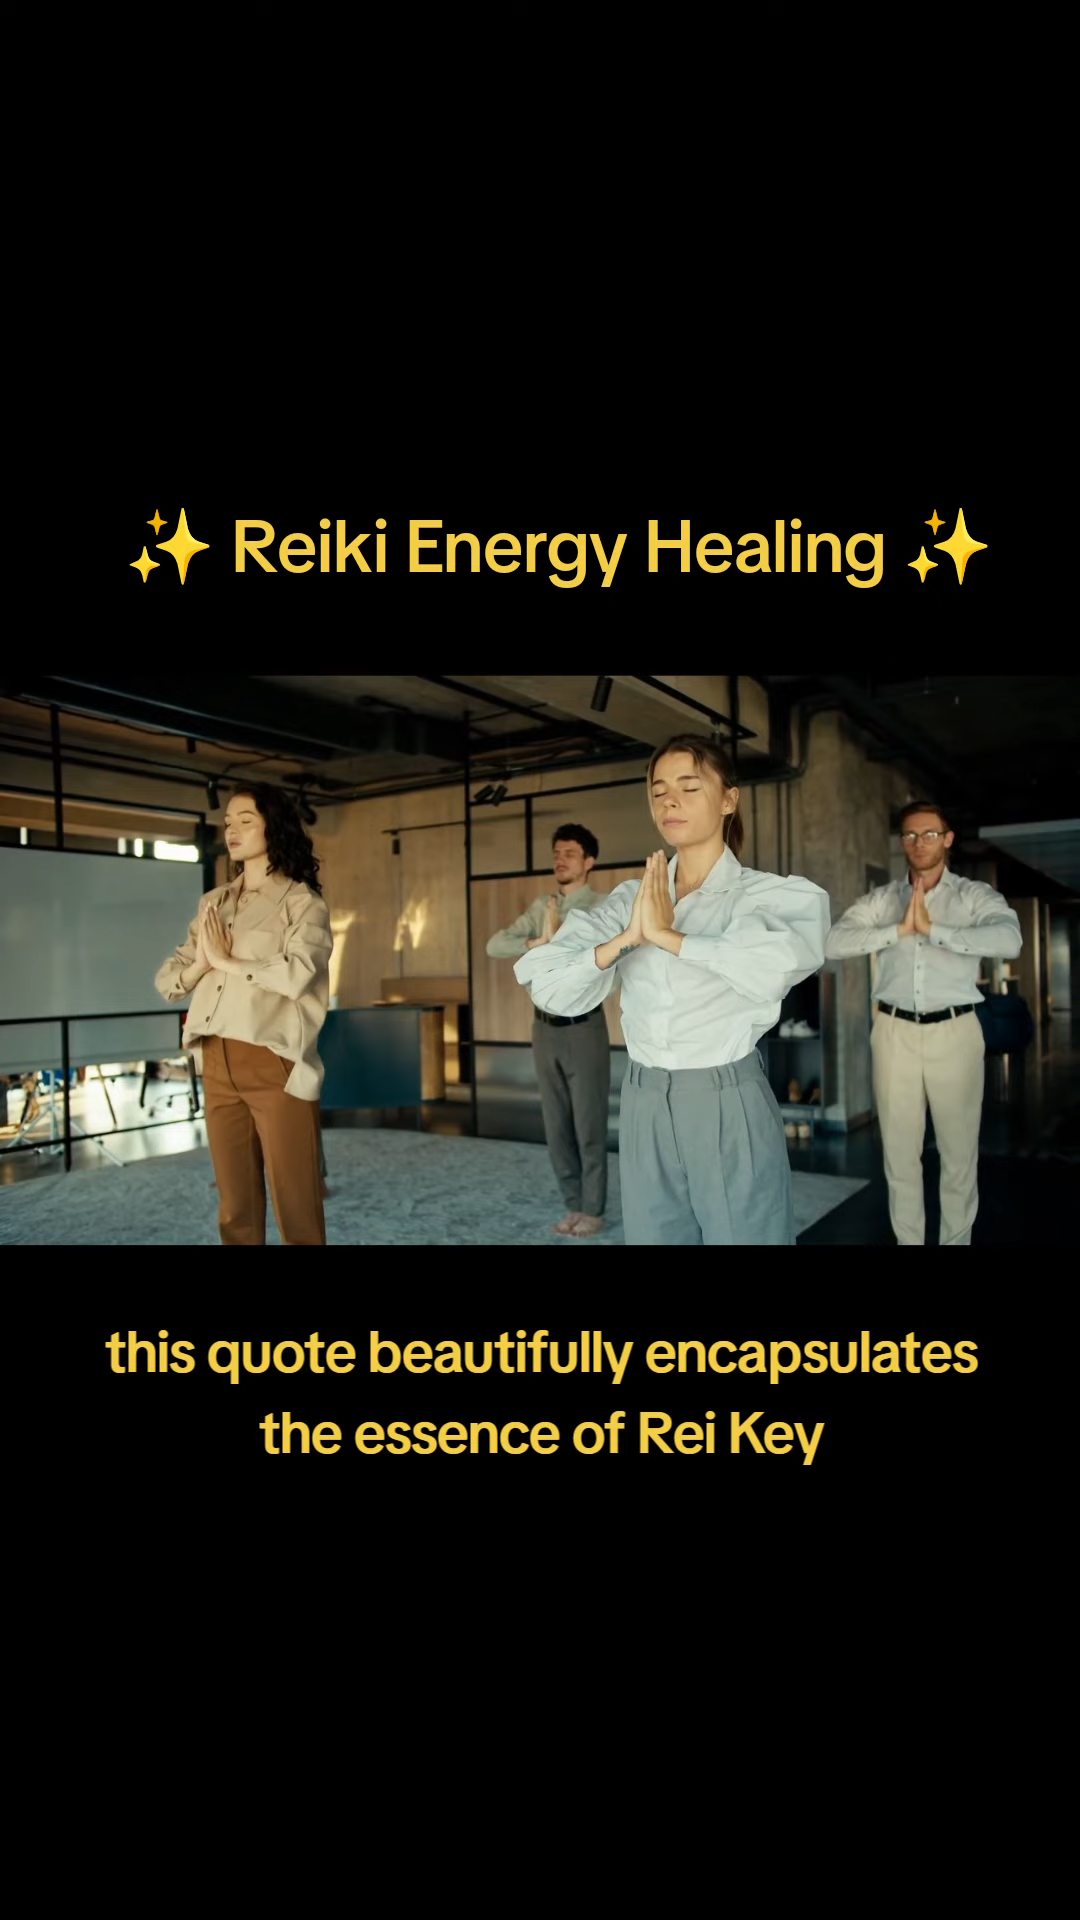 ✨ Reiki Energy Healing ✨
this quote beautifully encapsulates
the essence of Rei Key